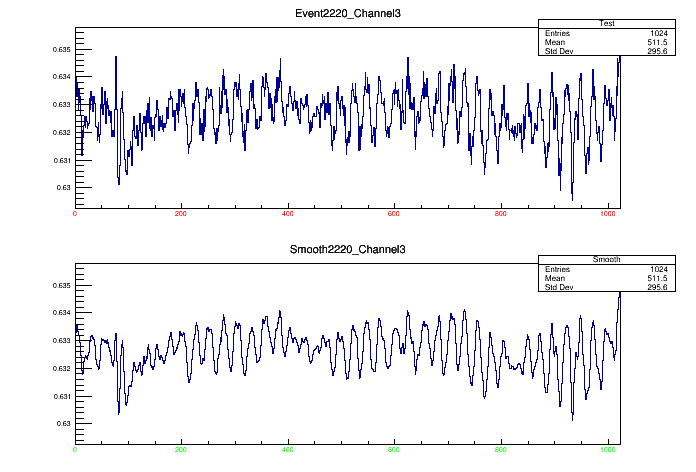 Event2220_Channel3
Test
Entries 1024
Mean 511.5
Std Dev 295.6
0.635
0.634
0.633
0.632
0.631
0.63
0 200 400 600 800 1000
Smooth2220_Channel3
Smooth
Entries 1024
Mean 511.5
Std Dev 295.6
0.635
0.634
0.633
0.632
0.631
0.63
0 200 400 600 800 1000